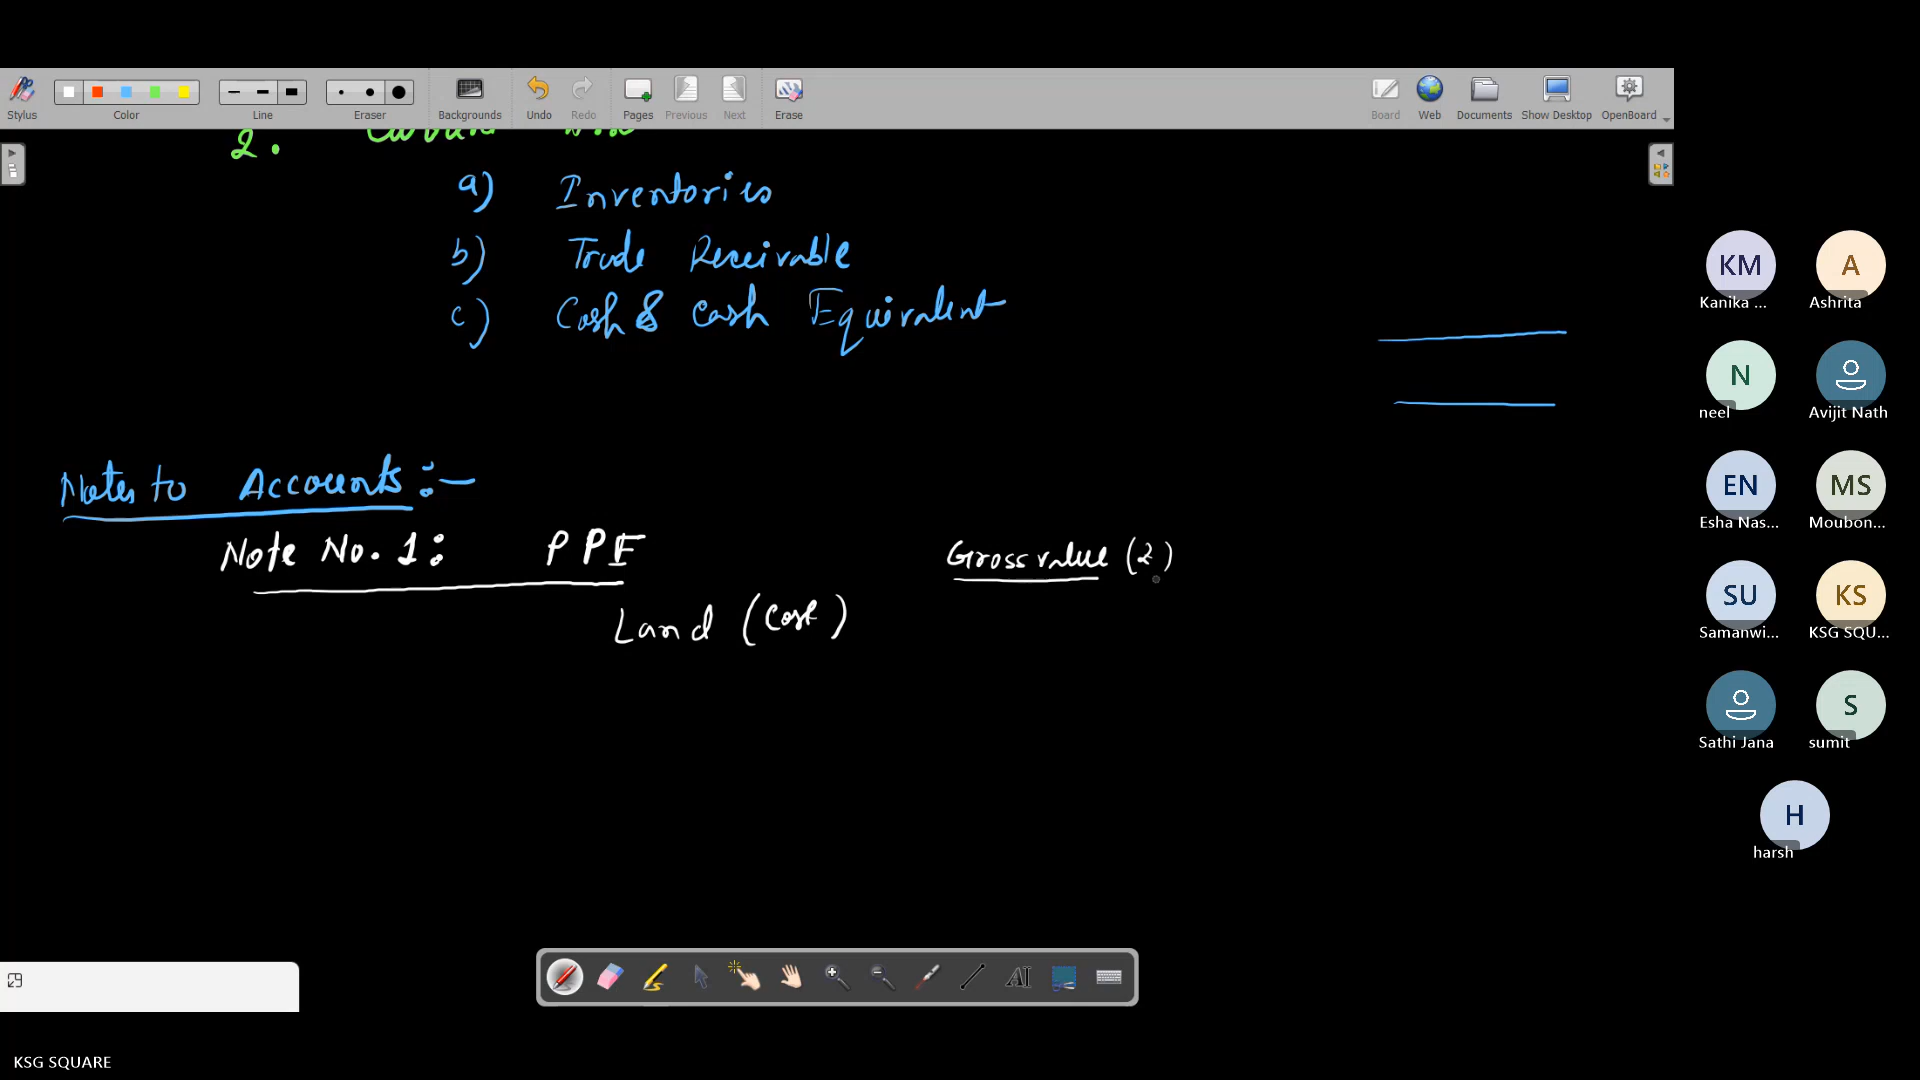 Stylus Color Line Eraser Backgrounds Undo Redo Pages Previous Next Erase Board Web Documents Show Desktop OpenBoard
2.
a) Inventories
b) Trade Receivable
c) Cash & Cash Equivalent
Notes to Accounts :-
Note No. 1: PPE
Gross value (₹)
Land (Cost)
KM A
Kanika ... Ashrita
N
neel Avijit Nath
EN MS
Esha Nas... Moubon...
SU KS
Samanwi... KSG SQU...
S
Sathi Jana sumit
H
harsh
AI
KSG SQUARE